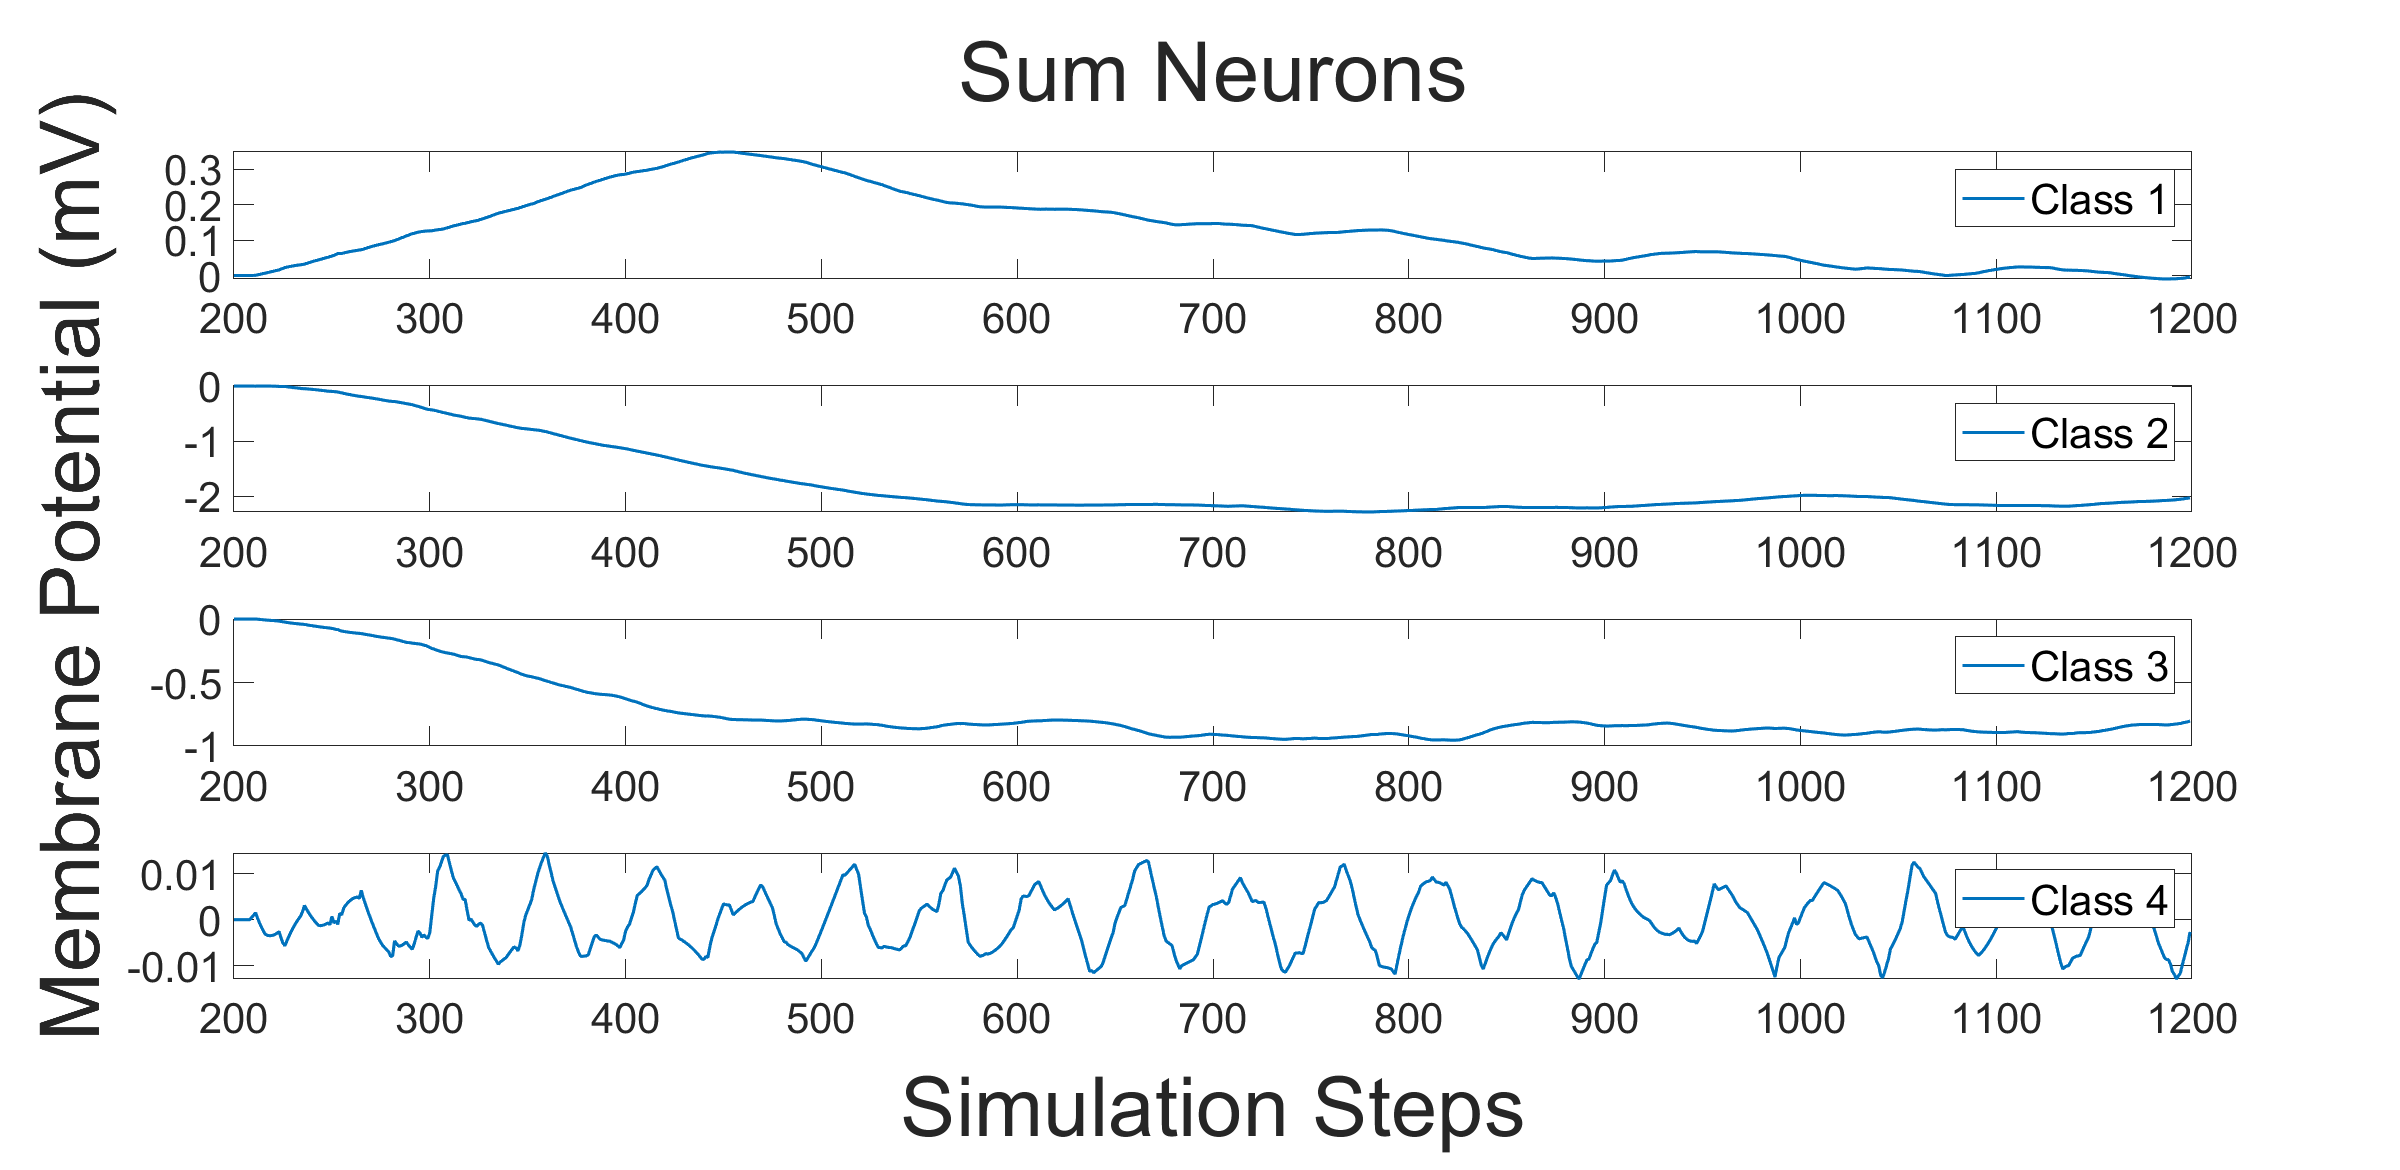 Sum Neurons
Membrane Potential (mV)
0.3
0.2
0.1
0
200 300 400 500 600 700 800 900 1000 1100 1200
Class 1
0
-1
-2
200 300 400 500 600 700 800 900 1000 1100 1200
Class 2
0
-0.5
-1
200 300 400 500 600 700 800 900 1000 1100 1200
Class 3
0.01
0
-0.01
200 300 400 500 600 700 800 900 1000 1100 1200
Class 4
Simulation Steps